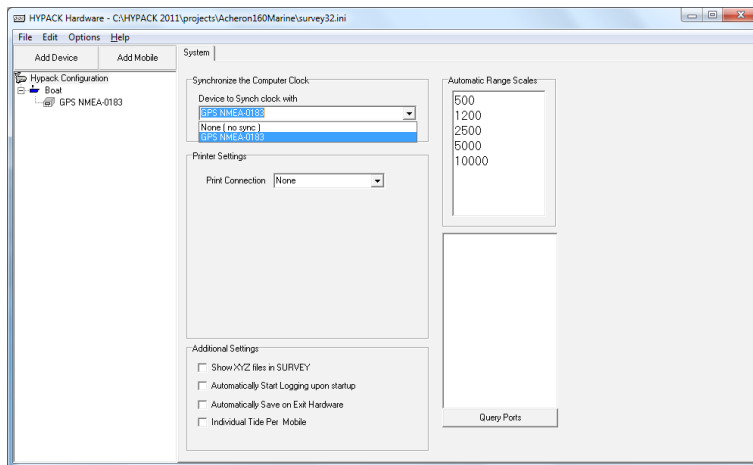 HYPACK Hardware - C:\HYPACK 2011\projects\Acheron160Marine\survey32.ini
File Edit Options Help
Add Device Add Mobile
System
Hypack Configuration
Boat
GPS NMEA-0183
Synchronize the Computer Clock
Device to Synch clock with
GPS NMEA-0183
None ( no sync )
GPS NMEA-0183
Printer Settings
Print Connection None
Additional Settings
Show XYZ files in SURVEY
Automatically Start Logging upon startup
Automatically Save on Exit Hardware
Individual Tide Per Mobile
Automatic Range Scales
500
1200
2500
5000
10000
Query Ports